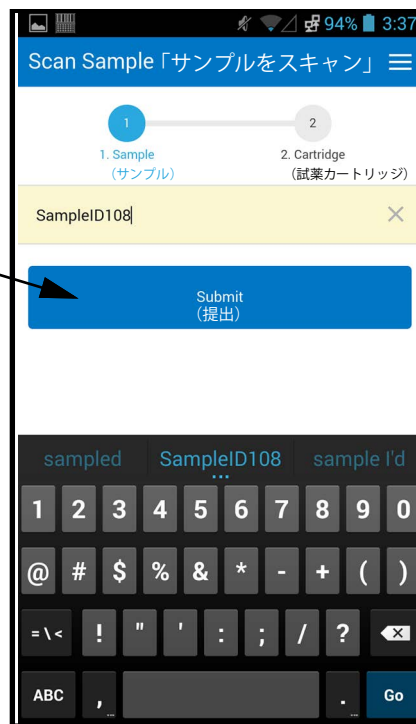 94% 3:37
Scan Sample「サンプルをスキャン」
1 2
1. Sample 2. Cartridge
（サンプル） （試薬カートリッジ）
SampleID108
Submit
（提出）
sampled SampleID108 sample I'd
1 2 3 4 5 6 7 8 9 0
@ # $ % & * - + ( )
= \ < ! " ' : ; / ? 
ABC , . Go